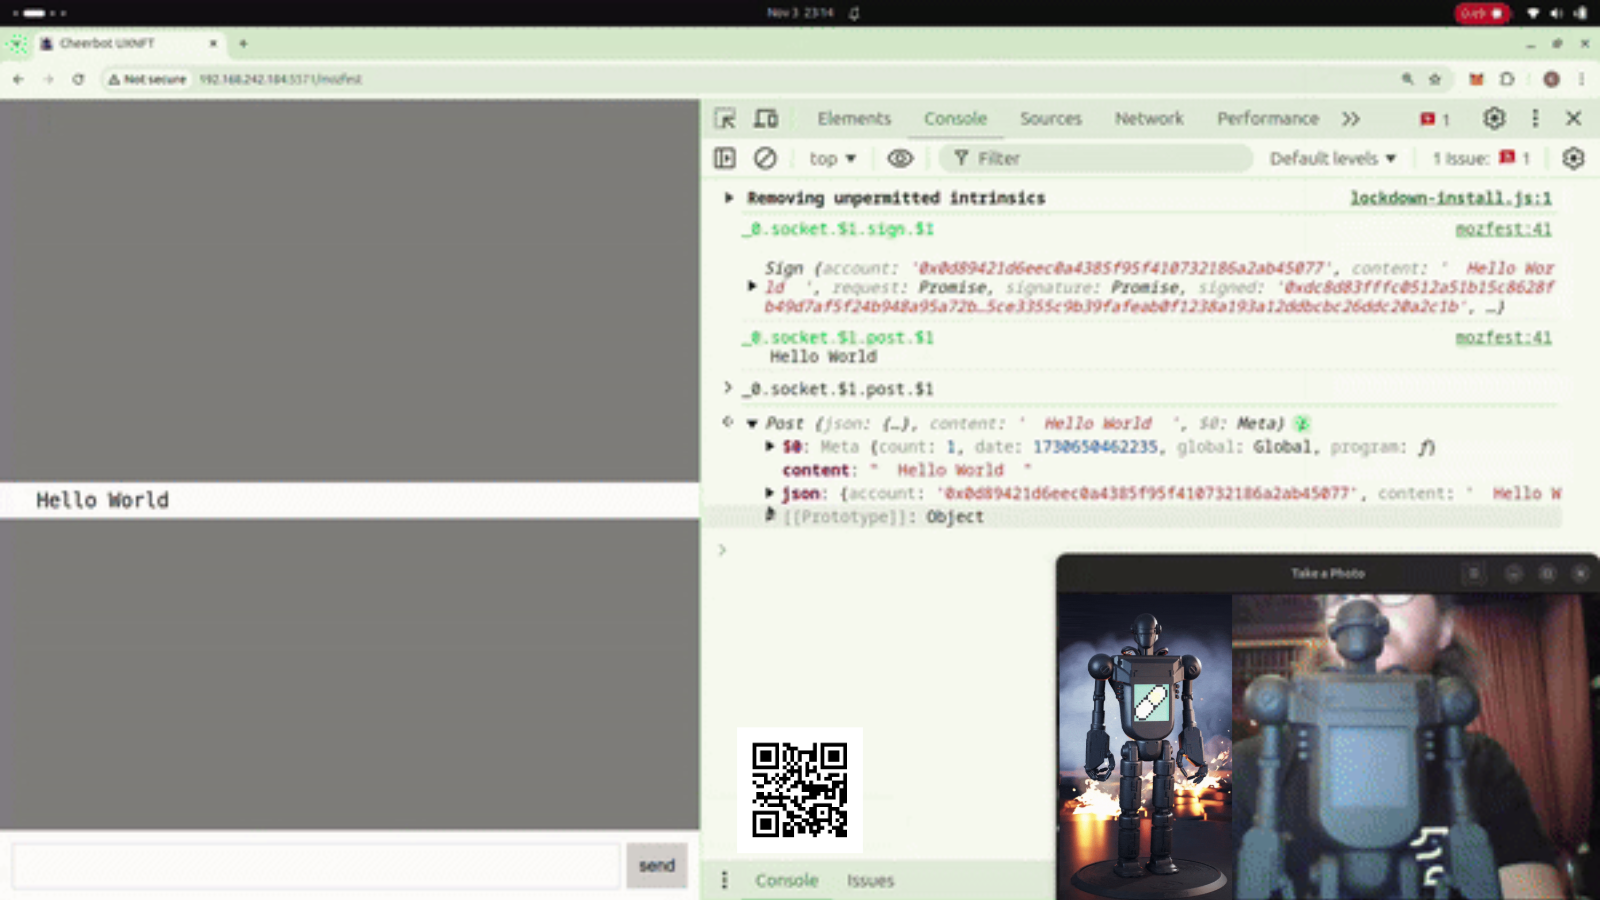 Nov 3 23:14
Cheerbot UXNFT
Not secure
192.168.242.184:5571/mozfest
Elements
Console
Sources
Network
Performance
1
top
Filter
Default levels
1 Issue:
1
Removing unpermitted intrinsics
lockdown-install.js:1
_0.socket.$1.sign.$1
mozfest:41
Sign {account: '0x0d89421d6eec0a4385f95f410732186a2ab45077', content: '  Hello Wor
ld  ', request: Promise, signature: Promise, signed: '0xdc8d83fffc0512a51b15c8628f
b49d7af5f24b948a95a72b…5ce3355c9b39fafeab0f1238a193a12ddbcbc26ddc20a2c1b', …}
_0.socket.$1.post.$1
mozfest:41
Hello World
_0.socket.$1.post.$1
Post {json: {…}, content: '  Hello World  ', $0: Meta}
$0: Meta {count: 1, date: 1730650462235, global: Global, program: ƒ}
content: "  Hello World  "
json: {account: '0x0d89421d6eec0a4385f95f410732186a2ab45077', content: "  Hello W
[[Prototype]]: Object
Hello World
send
Take a Photo
Console
Issues